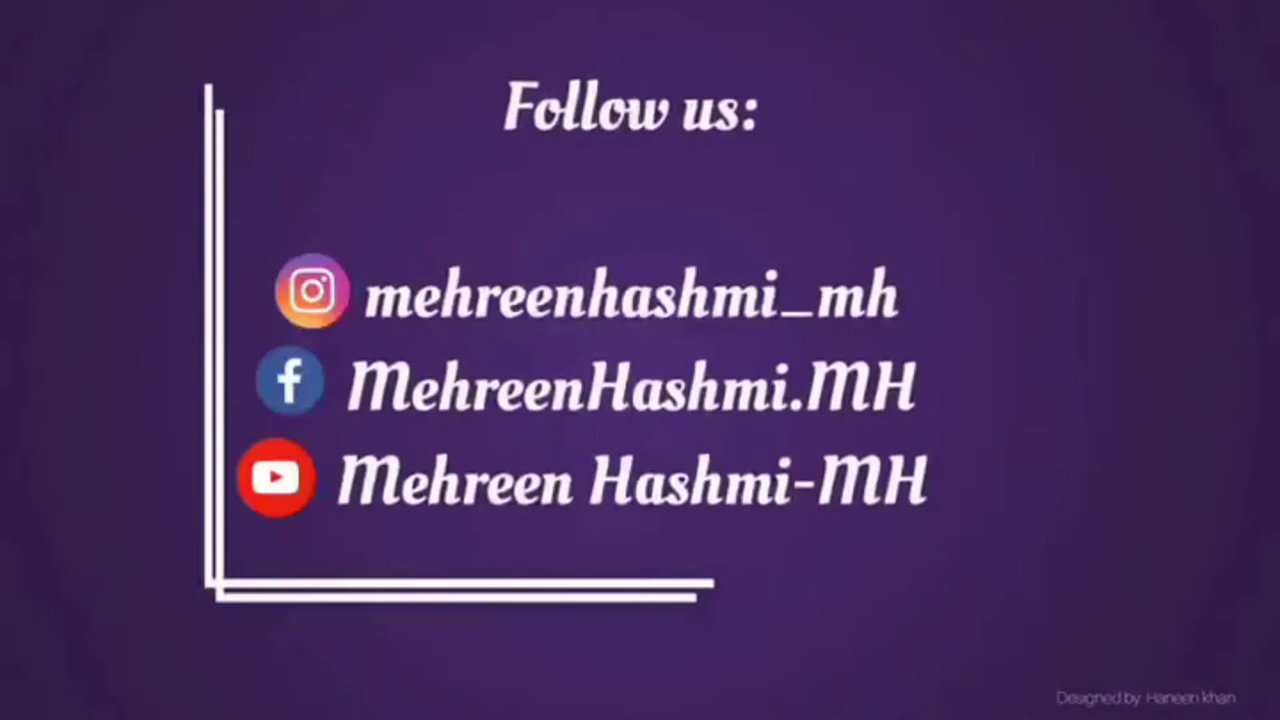 Follow us:
mehreenhashmi_mh
MehreenHashmi.MH
Mehreen Hashmi-MH
Designed by Haneen khan